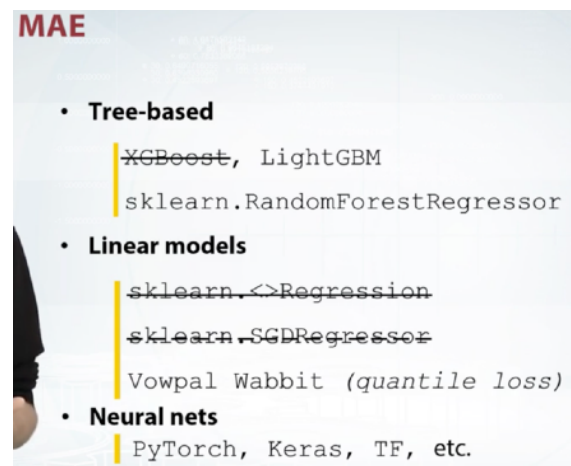 MAE
• Tree-based
XGBoost, LightGBM
sklearn.RandomForestRegressor
• Linear models
sklearn.<>Regression
sklearn.SGDRegressor
Vowpal Wabbit (quantile loss)
• Neural nets
PyTorch, Keras, TF, etc.